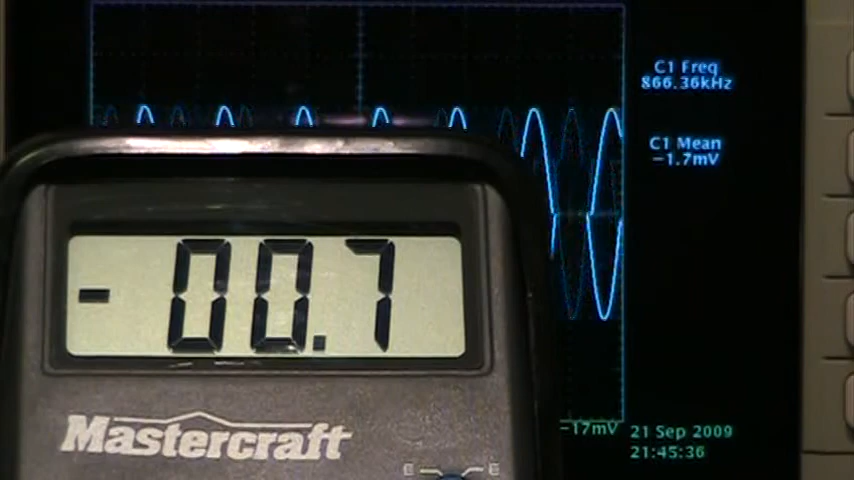 C1 Freq
866.36kHz
C1 Mean
-1.7mV
- 00.7
Mastercraft
-17mV
21 Sep 2009
21:45:36